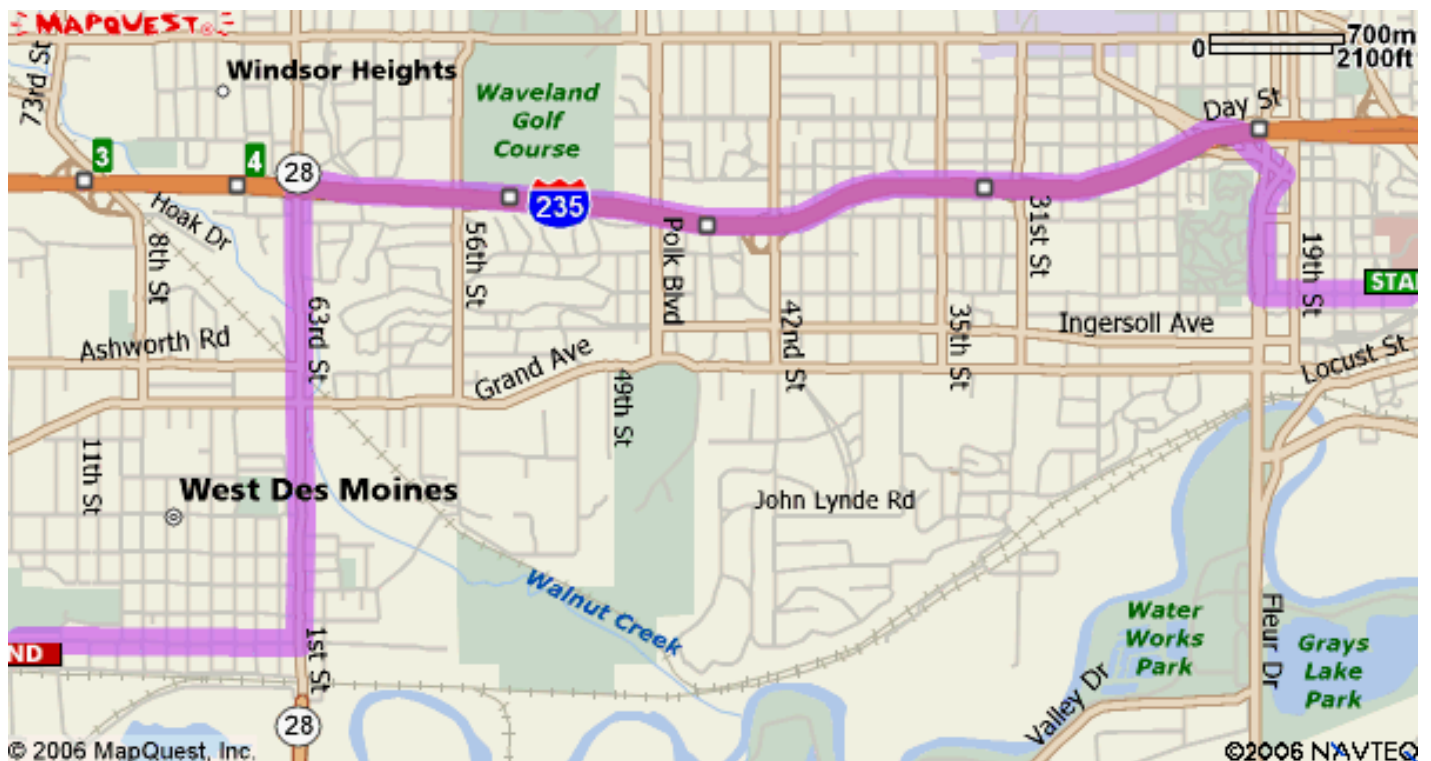 MAPQUEST®
73rd St
Windsor Heights
Waveland
Golf
Course
0
700m
2100ft
Day St
3
4
28
235
Hoak Dr
8th St
56th St
Polk Blvd
31st St
19th St
STA
63rd St
42nd St
35th St
Ingersoll Ave
Ashworth Rd
Grand Ave
49th St
Locust St
11th St
West Des Moines
John Lynde Rd
Walnut Creek
Water
Works
Park
Fleur Dr
Grays
Lake
Park
ND
1st St
28
Valley Dr
© 2006 MapQuest, Inc.
©2006 NAVTEQ